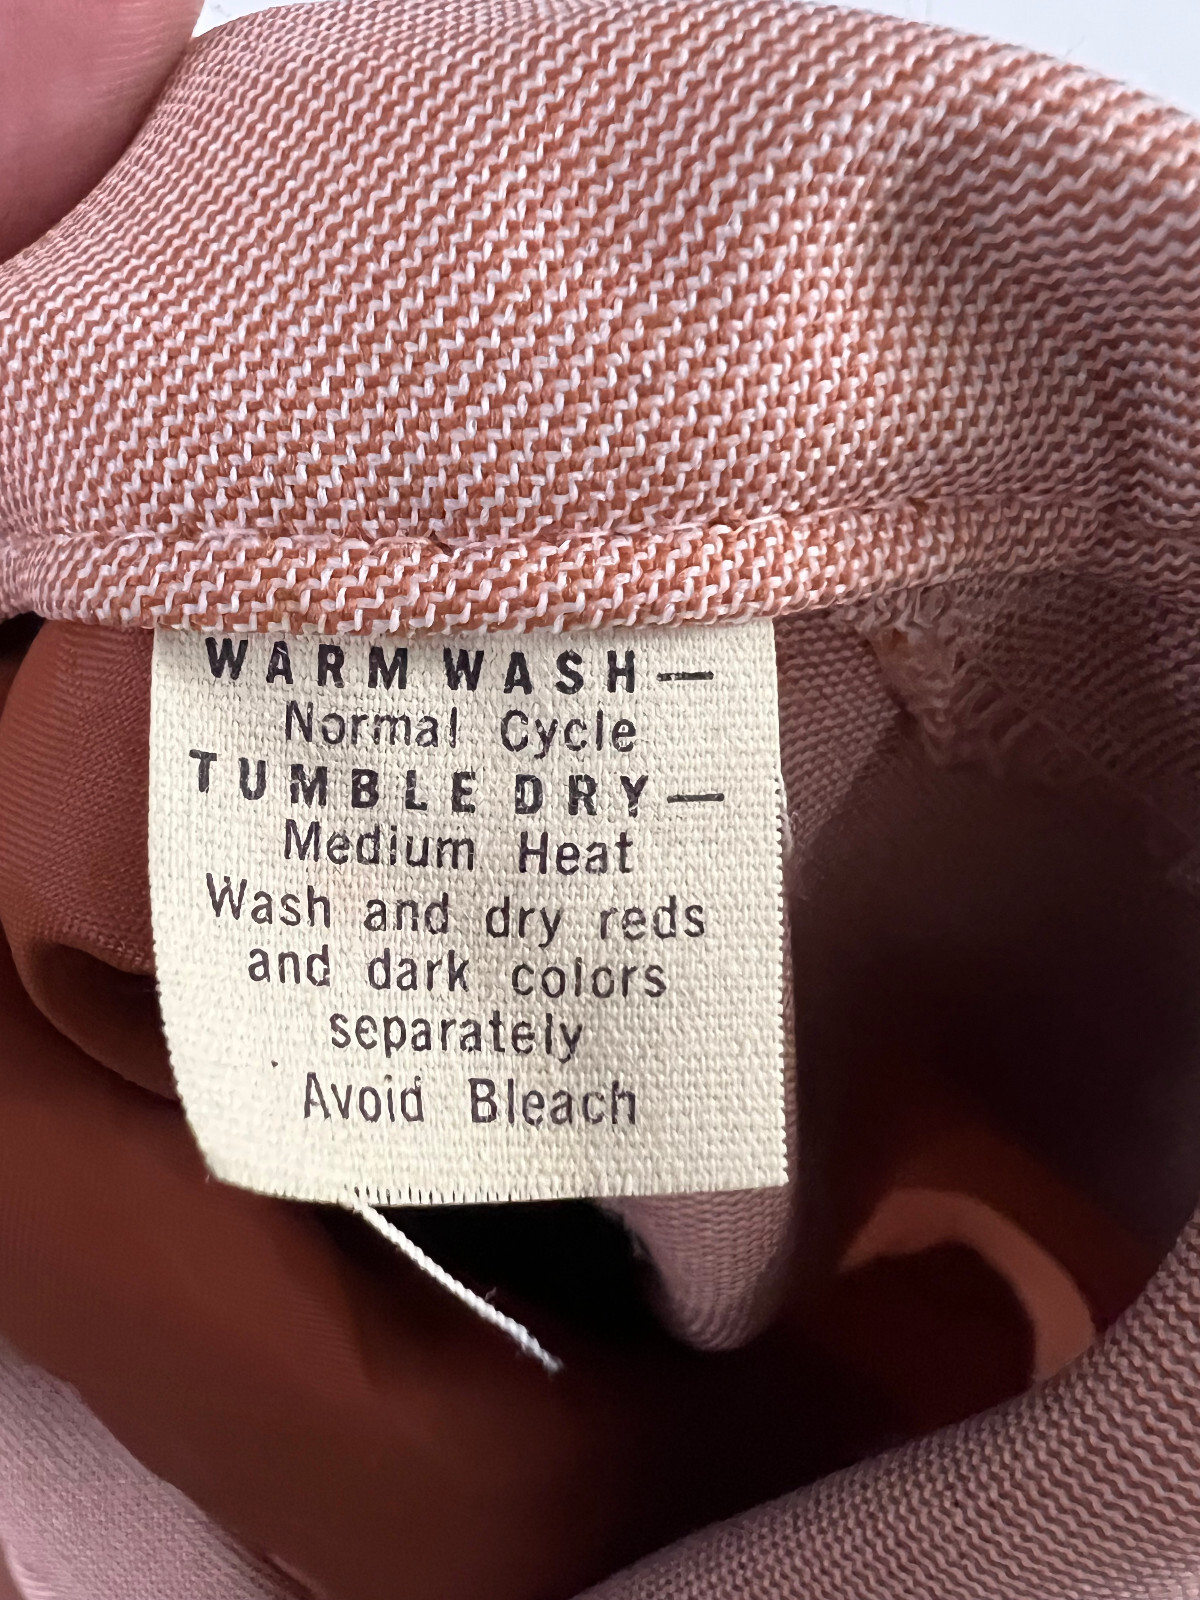 WARM WASH—
Normal Cycle
TUMBLE DRY—
Medium Heat
Wash and dry reds
and dark colors
separately
Avoid Bleach